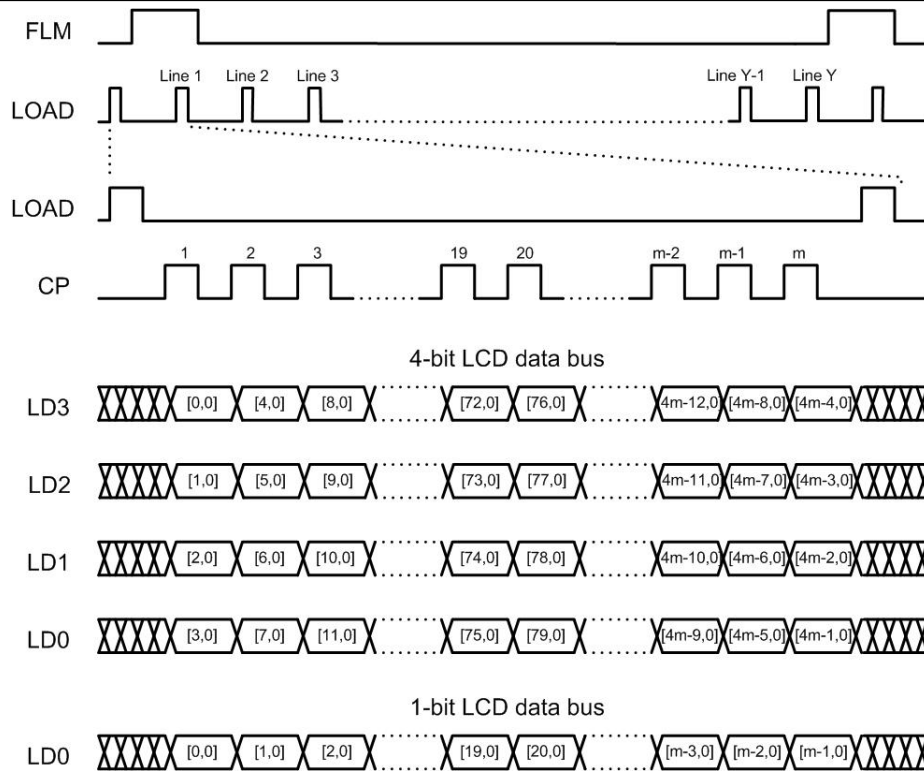 FLM
Line 1 Line 2 Line 3 Line Y-1 Line Y
LOAD
LOAD
1 2 3 19 20 m-2 m-1 m
CP
4-bit LCD data bus
LD3 [0,0] [4,0] [8,0] [72,0] [76,0] 4m-12,0 [4m-8,0] [4m-4,0]
LD2 [1,0] [5,0] [9,0] [73,0] [77,0] 4m-11,0 [4m-7,0] [4m-3,0]
LD1 [2,0] [6,0] [10,0] [74,0] [78,0] 4m-10,0 [4m-6,0] [4m-2,0]
LD0 [3,0] [7,0] [11,0] [75,0] [79,0] [4m-9,0] [4m-5,0] [4m-1,0]
1-bit LCD data bus
LD0 [0,0] [1,0] [2,0] [19,0] [20,0] [m-3,0] [m-2,0] [m-1,0]